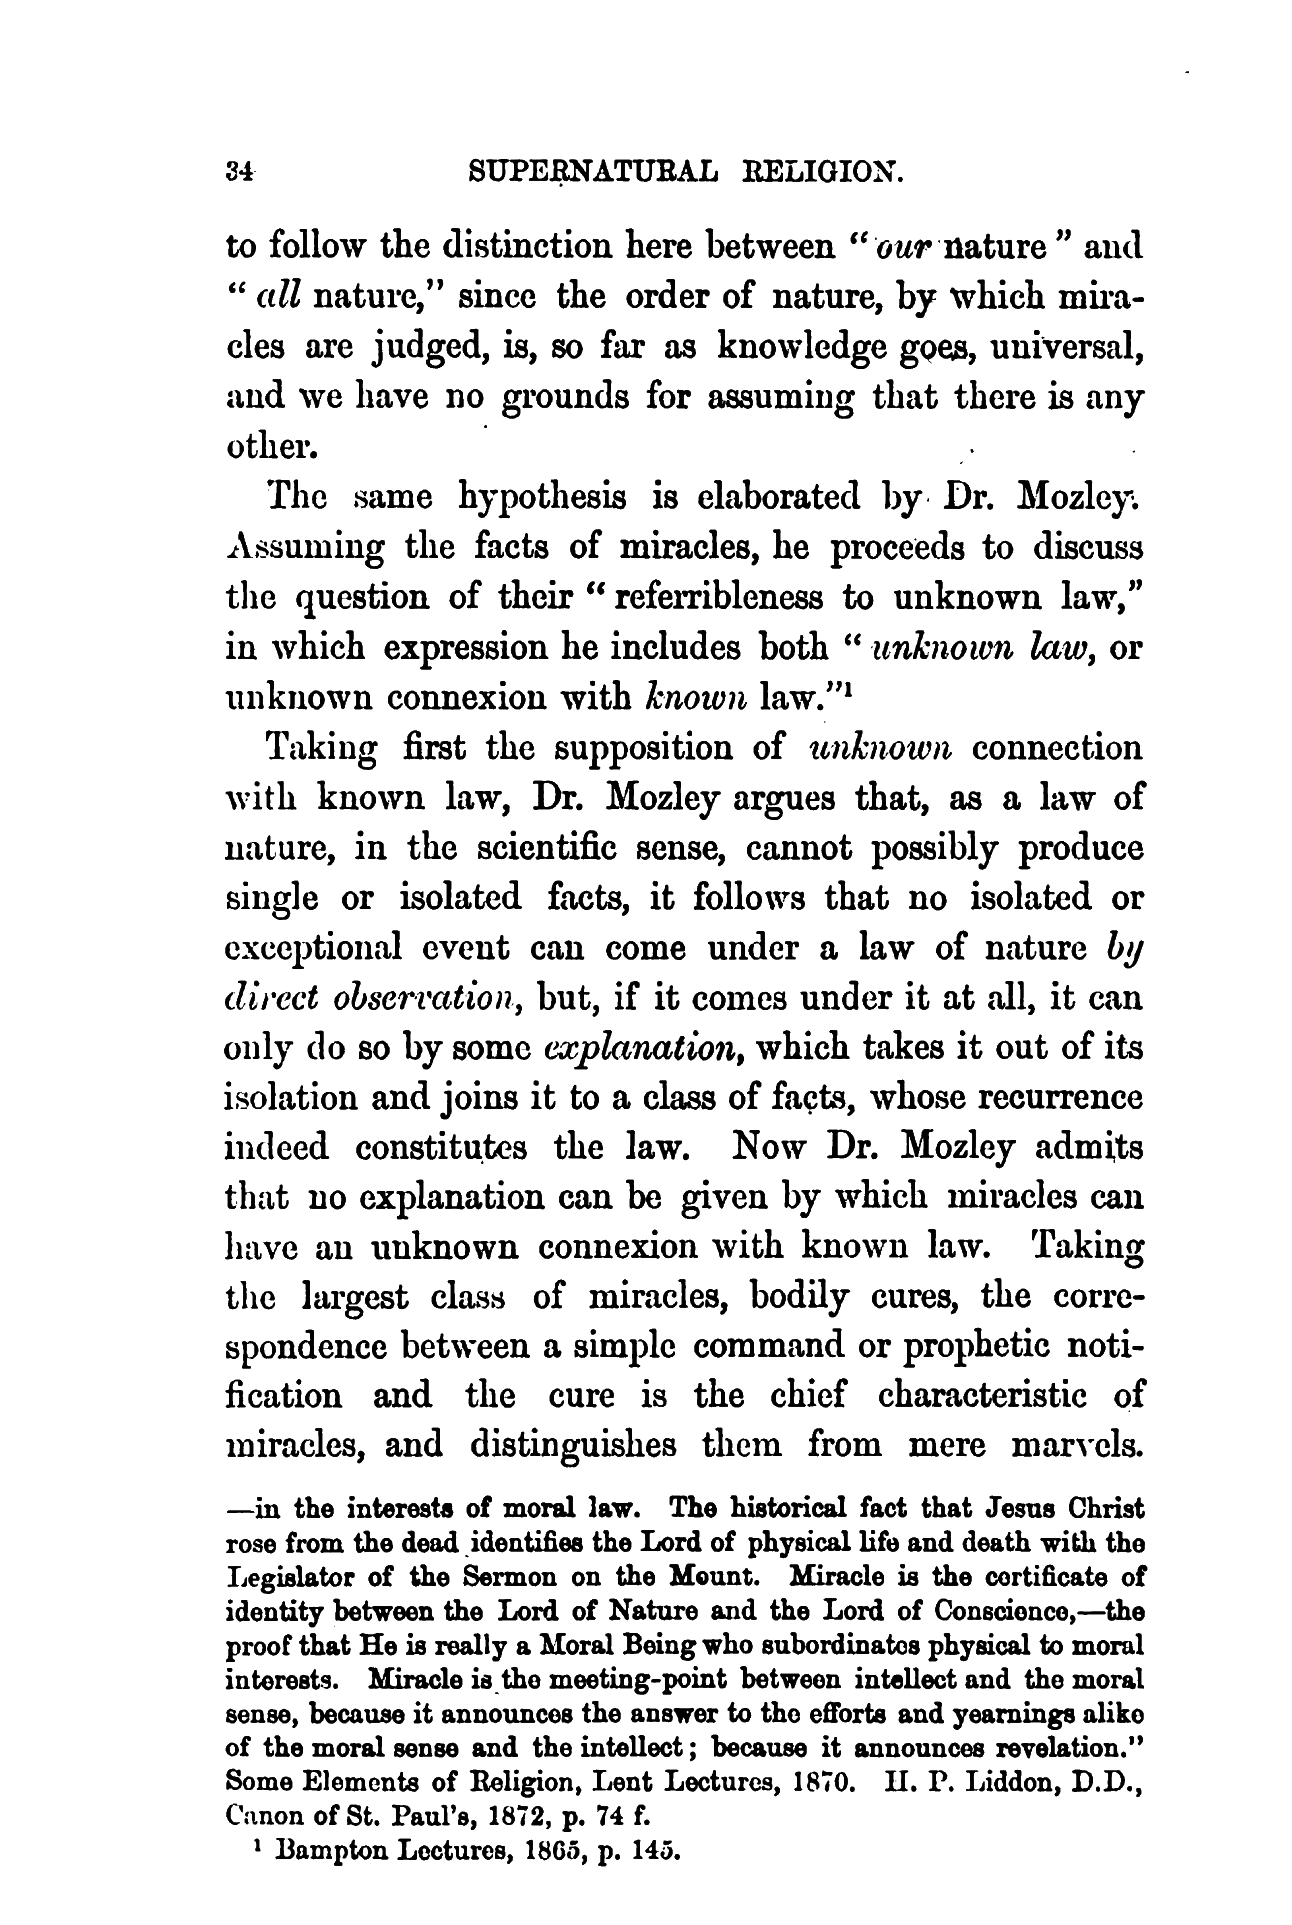 34 SUPERNATURAL RELIGION.
to follow the distinction here between “our nature” and
“all nature,” since the order of nature, by which mira-
cles are judged, is, so far as knowledge goes, universal,
and we have no grounds for assuming that there is any
other.
The same hypothesis is elaborated by Dr. Mozley.
Assuming the facts of miracles, he proceeds to discuss
the question of their “referribleness to unknown law,”
in which expression he includes both “unknown law, or
unknown connexion with known law.”¹
Taking first the supposition of unknown connection
with known law, Dr. Mozley argues that, as a law of
nature, in the scientific sense, cannot possibly produce
single or isolated facts, it follows that no isolated or
exceptional event can come under a law of nature by
direct observation, but, if it comes under it at all, it can
only do so by some explanation, which takes it out of its
isolation and joins it to a class of facts, whose recurrence
indeed constitutes the law. Now Dr. Mozley admits
that no explanation can be given by which miracles can
have an unknown connexion with known law. Taking
the largest class of miracles, bodily cures, the corre-
spondence between a simple command or prophetic noti-
fication and the cure is the chief characteristic of
miracles, and distinguishes them from mere marvels.
—in the interests of moral law. The historical fact that Jesus Christ
rose from the dead identifies the Lord of physical life and death with the
Legislator of the Sermon on the Mount. Miracle is the certificate of
identity between the Lord of Nature and the Lord of Conscience,—the
proof that He is really a Moral Being who subordinates physical to moral
interests. Miracle is the meeting-point between intellect and the moral
sense, because it announces the answer to the efforts and yearnings alike
of the moral sense and the intellect; because it announces revelation.”
Some Elements of Religion, Lent Lectures, 1870. H. P. Liddon, D.D.,
Canon of St. Paul's, 1872, p. 74 f.
¹ Bampton Lectures, 1865, p. 145.